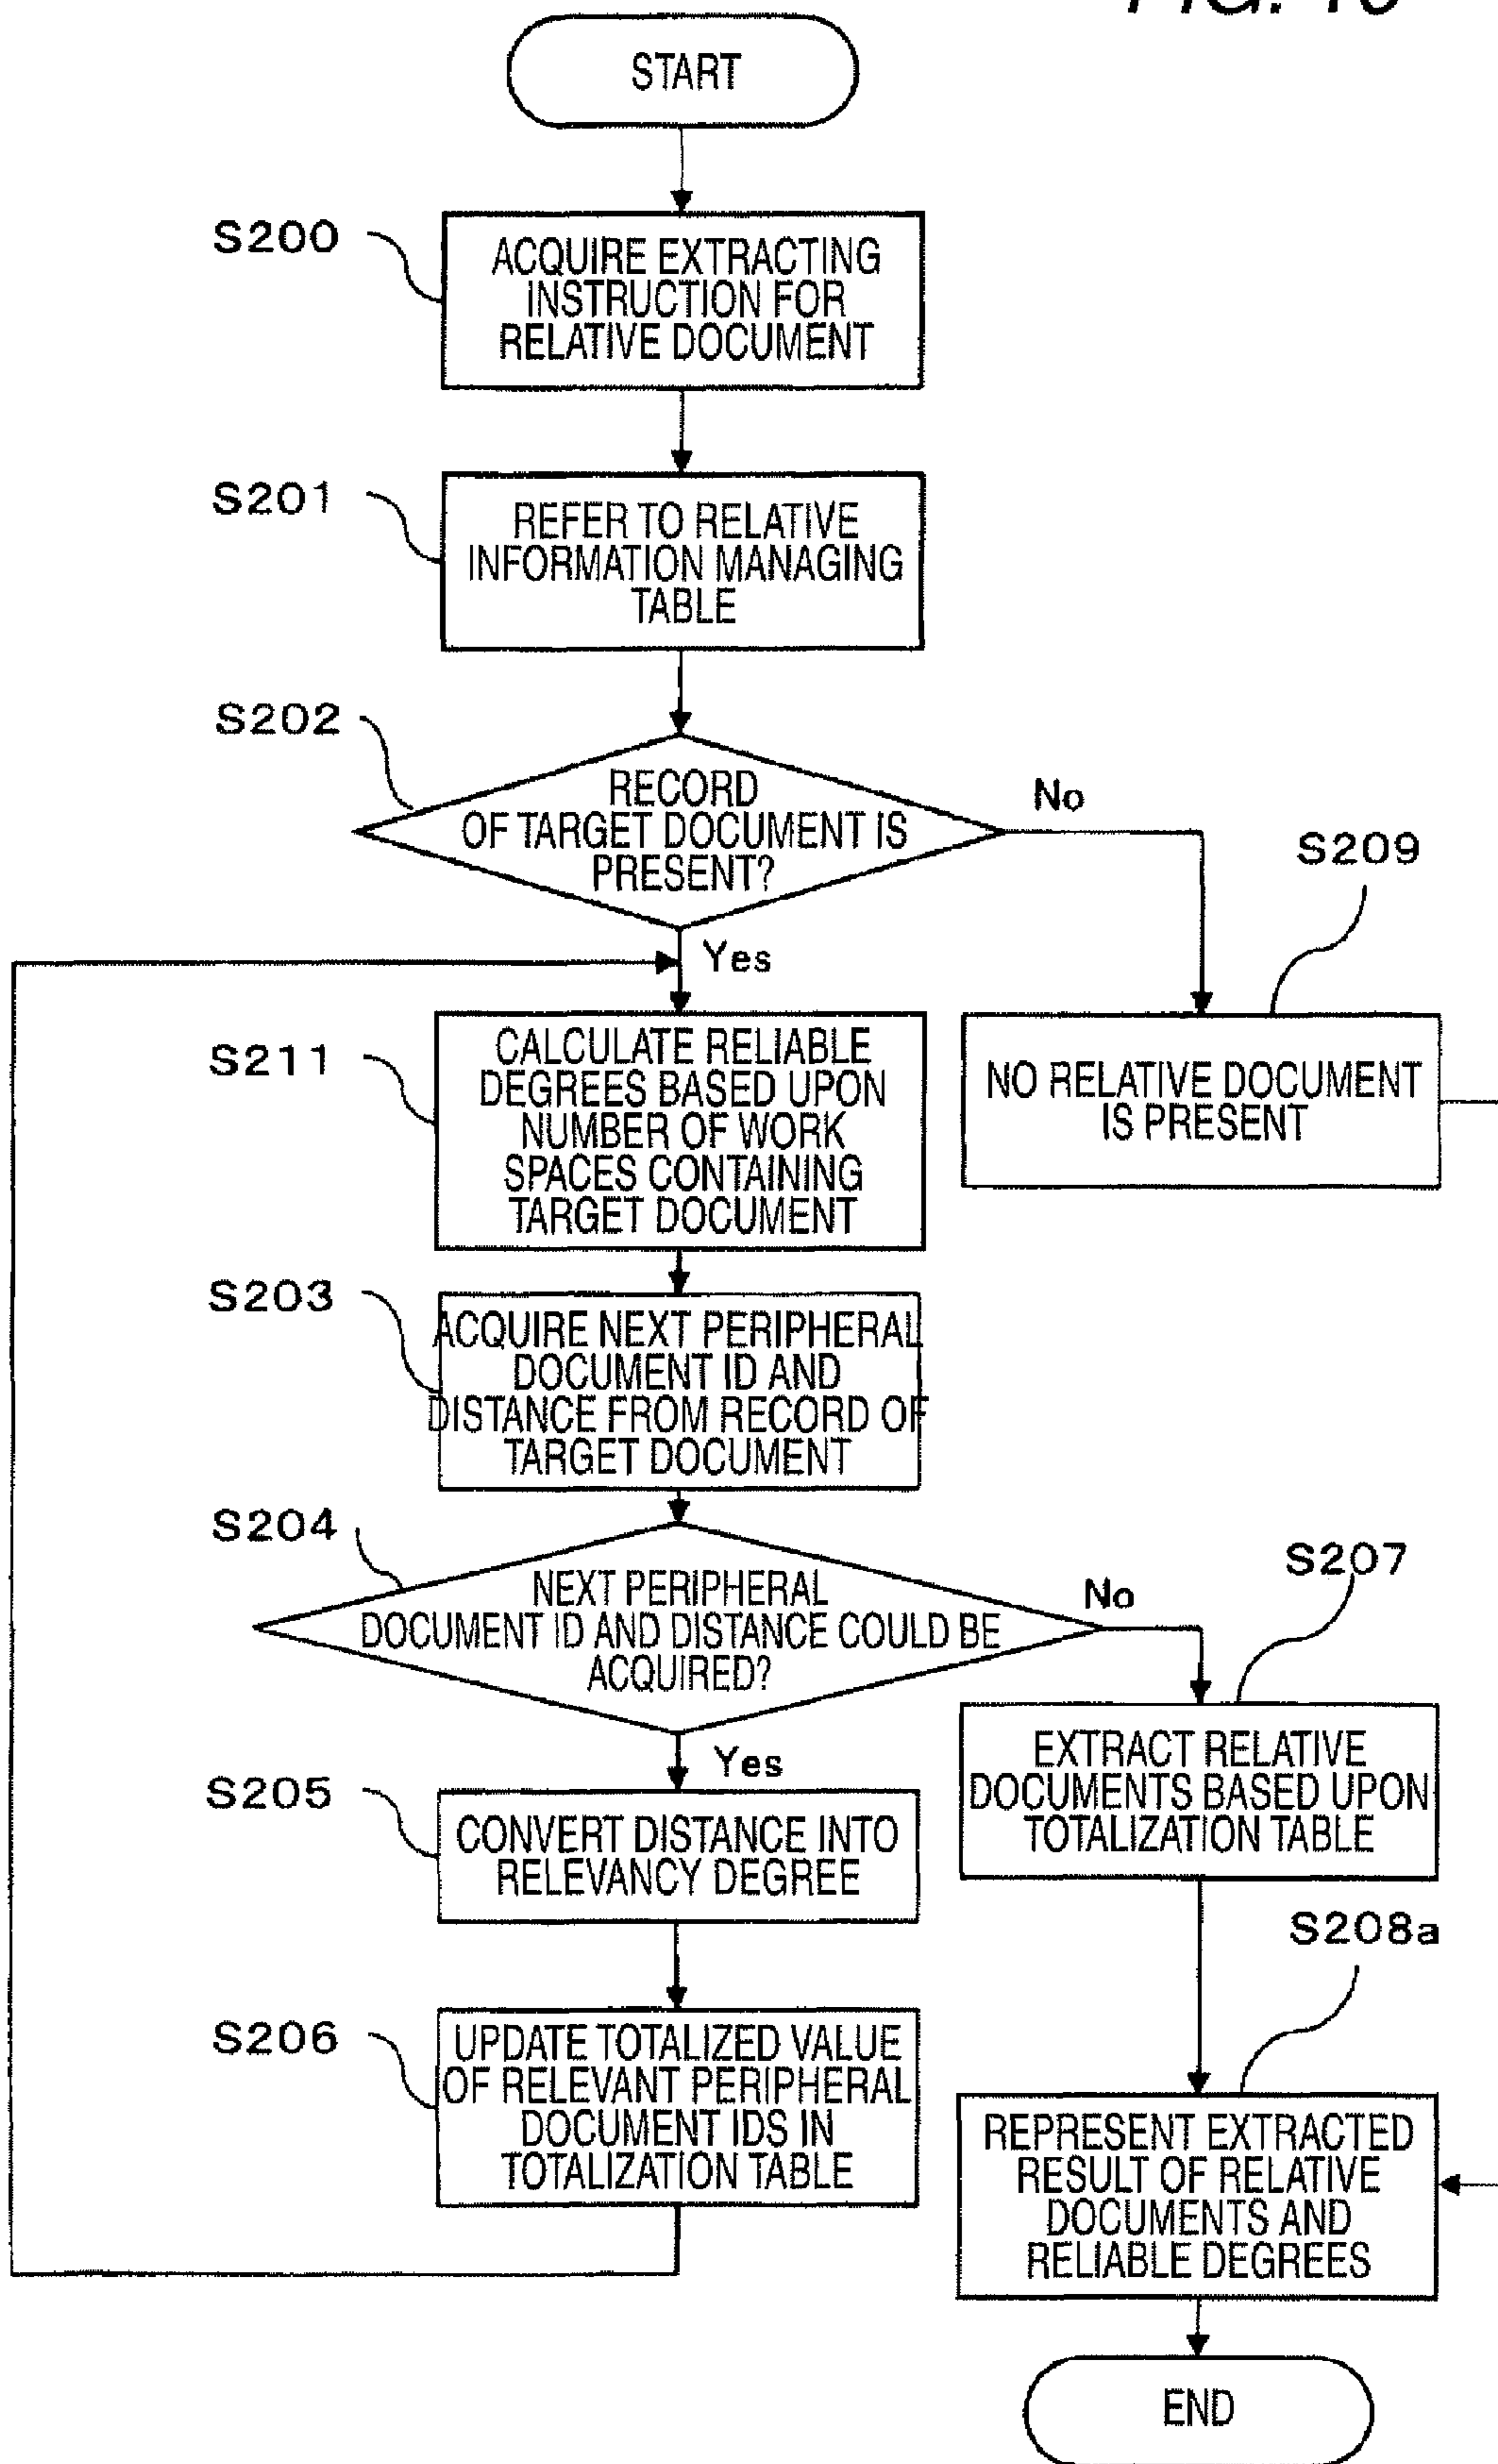 START
S200
ACQUIRE EXTRACTING
INSTRUCTION FOR
RELATIVE DOCUMENT
S201
REFER TO RELATIVE
INFORMATION MANAGING
TABLE
S202
RECORD
OF TARGET DOCUMENT IS
PRESENT?
No
Yes
S209
NO RELATIVE DOCUMENT
IS PRESENT
S211
CALCULATE RELIABLE
DEGREES BASED UPON
NUMBER OF WORK
SPACES CONTAINING
TARGET DOCUMENT
S203
ACQUIRE NEXT PERIPHERAL
DOCUMENT ID AND
DISTANCE FROM RECORD OF
TARGET DOCUMENT
S204
NEXT PERIPHERAL
DOCUMENT ID AND DISTANCE COULD BE
ACQUIRED?
No
Yes
S207
EXTRACT RELATIVE
DOCUMENTS BASED UPON
TOTALIZATION TABLE
S205
CONVERT DISTANCE INTO
RELEVANCY DEGREE
S206
UPDATE TOTALIZED VALUE
OF RELEVANT PERIPHERAL
DOCUMENT IDS IN
TOTALIZATION TABLE
S208a
REPRESENT EXTRACTED
RESULT OF RELATIVE
DOCUMENTS AND
RELIABLE DEGREES
END